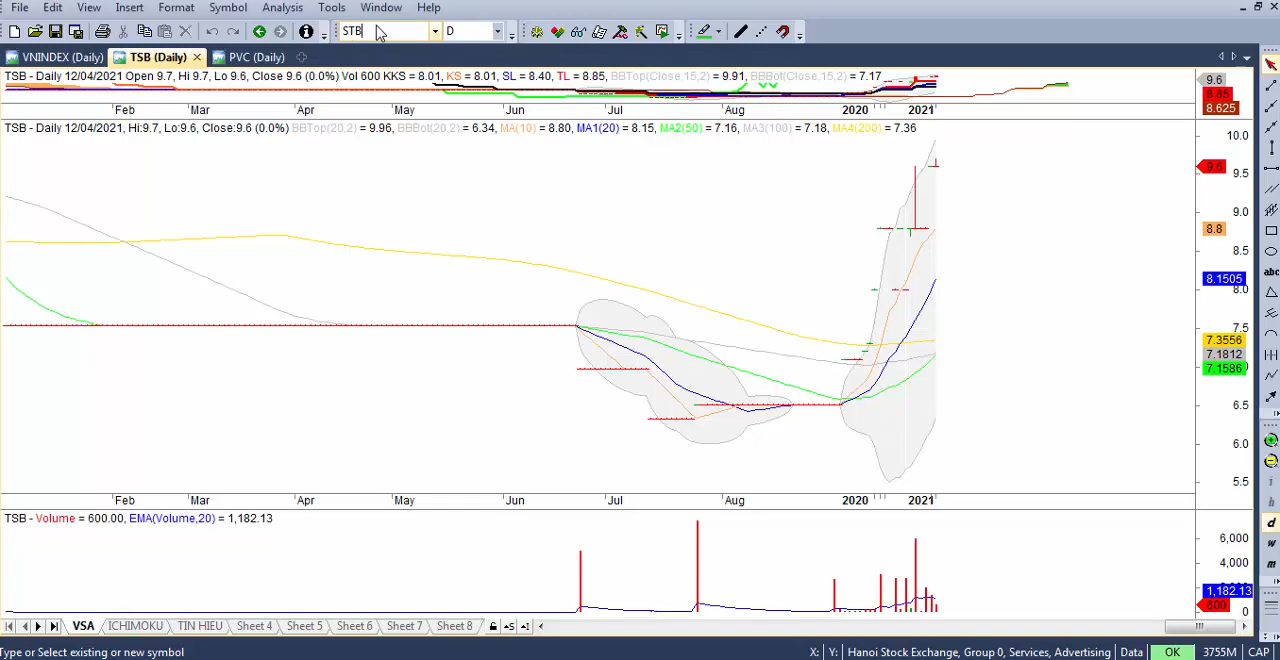 File Edit View Insert Format Symbol Analysis Tools Window Help
STB D
VNINDEX (Daily) TSB (Daily) PVC (Daily)
TSB - Daily 12/04/2021 Open 9.7, Hi 9.7, Lo 9.6, Close 9.6 (0.0%) Vol 600 KKS = 8.01, KS = 8.01, SL = 8.40, TL = 8.85, BBTop(Close,15,2) = 9.91, BBBot(Close,15,2) = 7.17
9.6
8.85
8.625
Feb Mar Apr May Jun Jul Aug 2020 2021
TSB - Daily 12/04/2021, Hi:9.7, Lo:9.6, Close:9.6 (0.0%) BBTop(20,2) = 9.96, BBBot(20,2) = 6.34, MA(10) = 8.80, MA1(20) = 8.15, MA2(50) = 7.16, MA3(100) = 7.18, MA4(200) = 7.36
10.0
9.6
9.5
9.0
8.8
8.5
8.1505
8.0
7.5
7.3556
7.1812
7.1586
6.5
6.0
5.5
Feb Mar Apr May Jun Jul Aug 2020 2021
TSB - Volume = 600.00, EMA(Volume,20) = 1,182.13
6,000
4,000
1,182.13
600
0
VSA ICHIMOKU TIN HIEU Sheet 4 Sheet 5 Sheet 6 Sheet 7 Sheet 8
abc
d
w
m
Type or Select existing or new symbol X: Y: Hanoi Stock Exchange, Group 0, Services, Advertising Data OK 3755M CAP